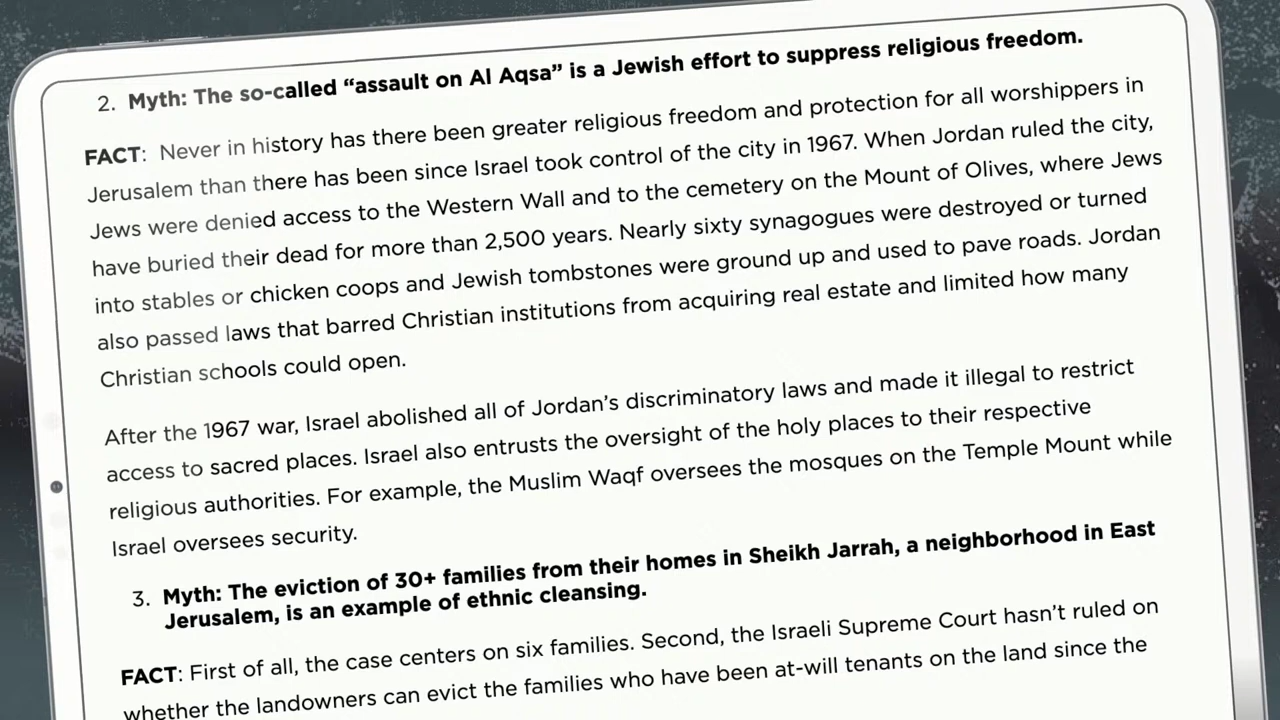 2. Myth: The so-called “assault on Al Aqsa” is a Jewish effort to suppress religious freedom.
FACT: Never in history has there been greater religious freedom and protection for all worshippers in
Jerusalem than there has been since Israel took control of the city in 1967. When Jordan ruled the city,
Jews were denied access to the Western Wall and to the cemetery on the Mount of Olives, where Jews
have buried their dead for more than 2,500 years. Nearly sixty synagogues were destroyed or turned
into stables or chicken coops and Jewish tombstones were ground up and used to pave roads. Jordan
also passed laws that barred Christian institutions from acquiring real estate and limited how many
Christian schools could open.
After the 1967 war, Israel abolished all of Jordan’s discriminatory laws and made it illegal to restrict
access to sacred places. Israel also entrusts the oversight of the holy places to their respective
religious authorities. For example, the Muslim Waqf oversees the mosques on the Temple Mount while
Israel oversees security.
3. Myth: The eviction of 30+ families from their homes in Sheikh Jarrah, a neighborhood in East
Jerusalem, is an example of ethnic cleansing.
FACT: First of all, the case centers on six families. Second, the Israeli Supreme Court hasn’t ruled on
whether the landowners can evict the families who have been at-will tenants on the land since the